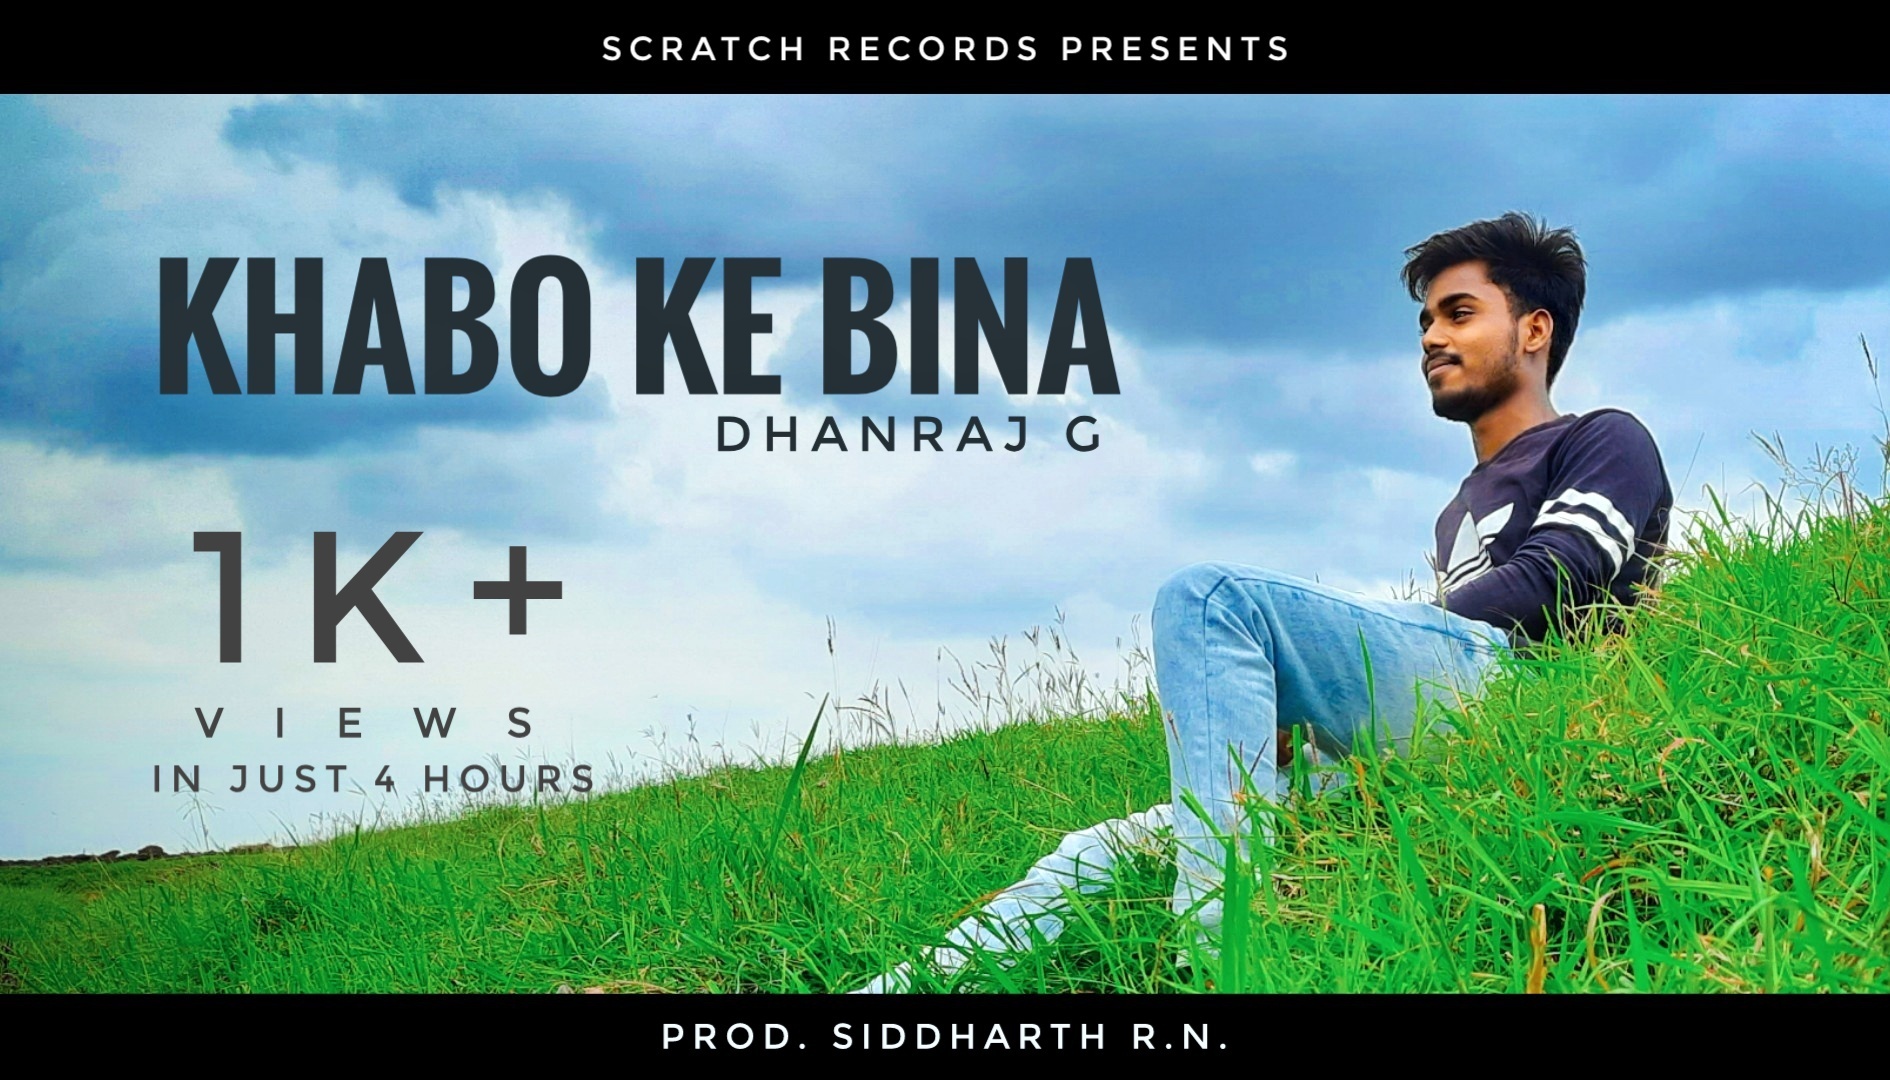 SCRATCH RECORDS PRESENTS
KHABO KE BINA
DHANRAJ G
1K+
VIEWS
IN JUST 4 HOURS
PROD. SIDDHARTH R.N.